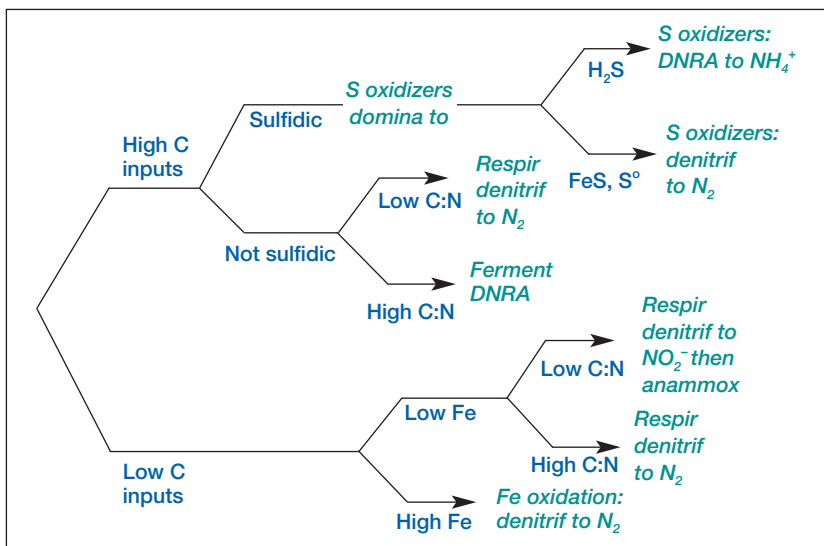 S oxidizers:
DNRA to NH₄⁺
H₂S
S oxidizers
domina to
Sulfidic
High C
inputs
S oxidizers:
denitrif
to N₂
FeS, S°
Respir
denitrif
to N₂
Low C:N
Not sulfidic
Ferment
DNRA
High C:N
Respir
denitrif to
NO₂⁻ then
anammox
Low C:N
Low Fe
Respir
denitrif
to N₂
High C:N
Low C
inputs
Fe oxidation:
denitrif to N₂
High Fe